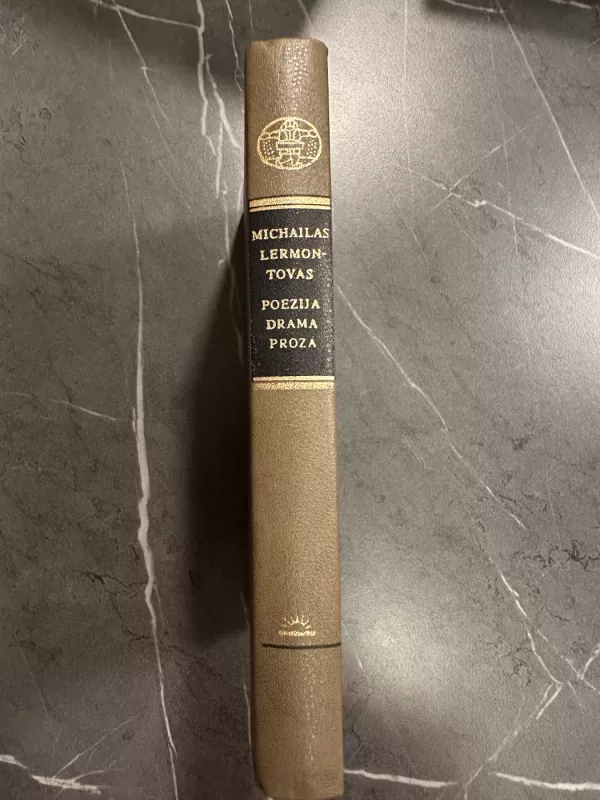 MICHAILAS
LERMON-
TOVAS
POEZIJA
DRAMA
PROZA